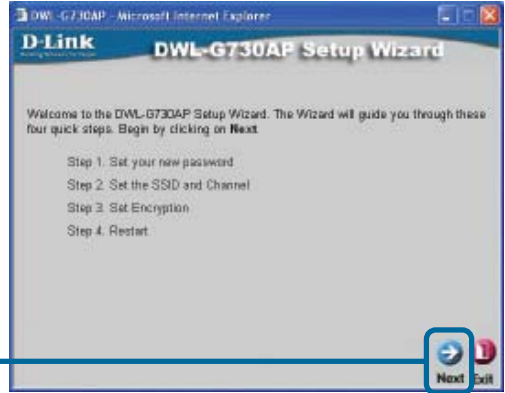 DWL-G730AP - Microsoft Internet Explorer
D-Link
DWL-G730AP Setup Wizard
Welcome to the DWL-G730AP Setup Wizard. The Wizard will guide you through these
four quick steps. Begin by clicking on Next
Step 1. Set your new password
Step 2. Set the SSID and Channel
Step 3. Set Encryption
Step 4. Restart
Next Exit